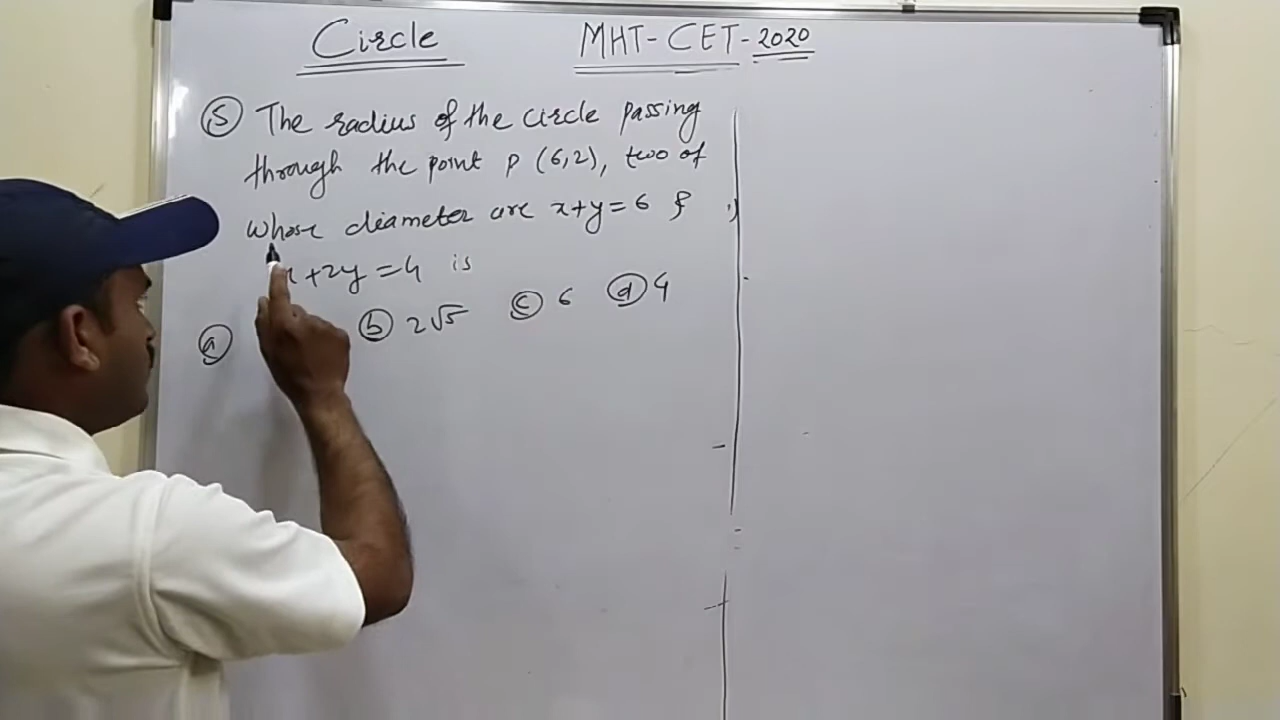 Circle MHT-CET-2020
5 The radius of the circle passing
through the point P (6,2), two of
whose diameter are x+y=6 &
x+2y=4 is
a b 2√5 c 6 d 4